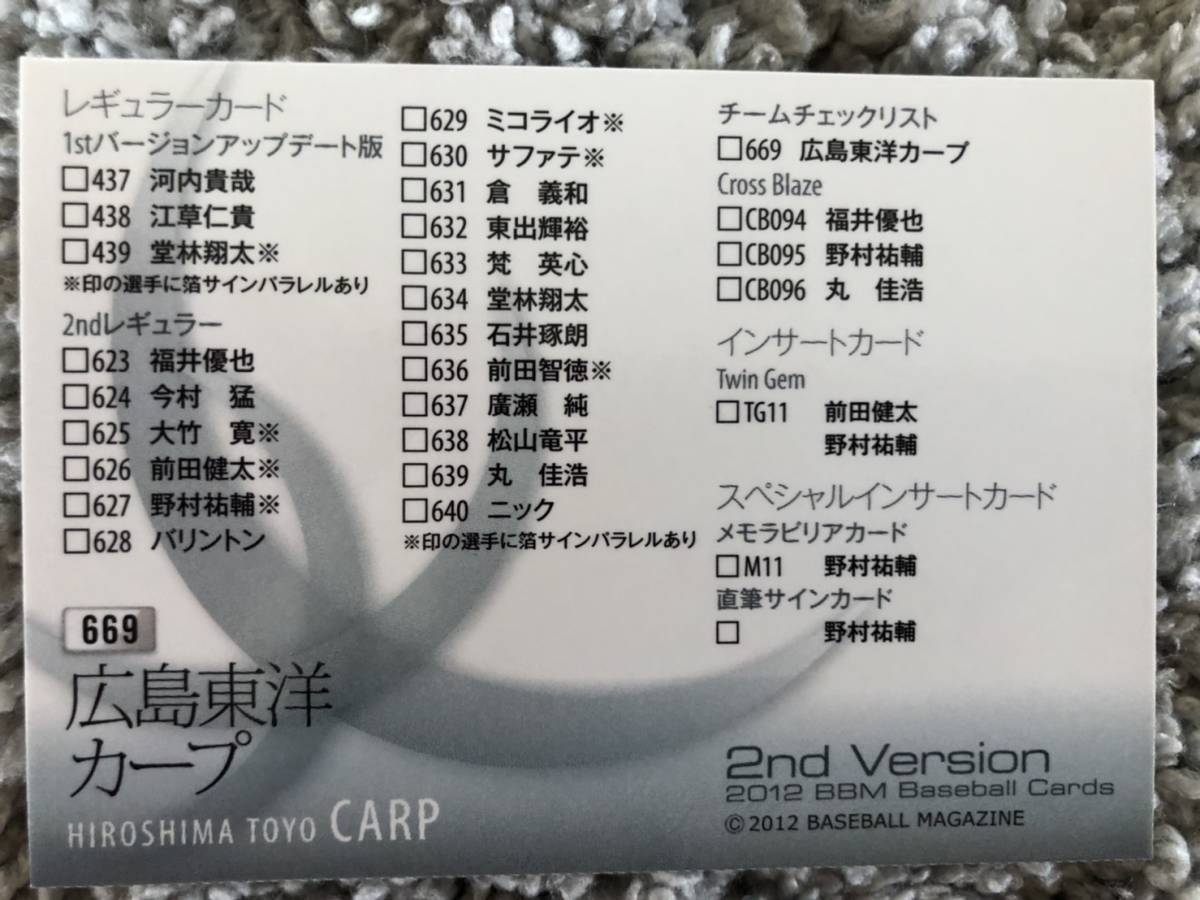 レギュラーカード
1stバージョンアップデート版
□437 河内貴哉
□438 江草仁貴
□439 堂林翔太※
※印の選手に箔サインパラレルあり
2ndレギュラー
□623 福井優也
□624 今村 猛
□625 大竹 寛※
□626 前田健太※
□627 野村祐輔※
□628 バリントン
669
広島東洋
カープ
HIROSHIMA TOYO CARP
□629 ミコライオ※
□630 サファテ※
□631 倉 義和
□632 東出輝裕
□633 梵 英心
□634 堂林翔太
□635 石井琢朗
□636 前田智徳※
□637 廣瀬 純
□638 松山竜平
□639 丸 佳浩
□640 ニック
※印の選手に箔サインパラレルあり
チームチェックリスト
□669 広島東洋カープ
Cross Blaze
□CB094 福井優也
□CB095 野村祐輔
□CB096 丸 佳浩
インサートカード
Twin Gem
□TG11 前田健太
野村祐輔
スペシャルインサートカード
メモラビリアカード
□M11 野村祐輔
直筆サインカード
□ 野村祐輔
2nd Version
2012 BBM Baseball Cards
©2012 BASEBALL MAGAZINE